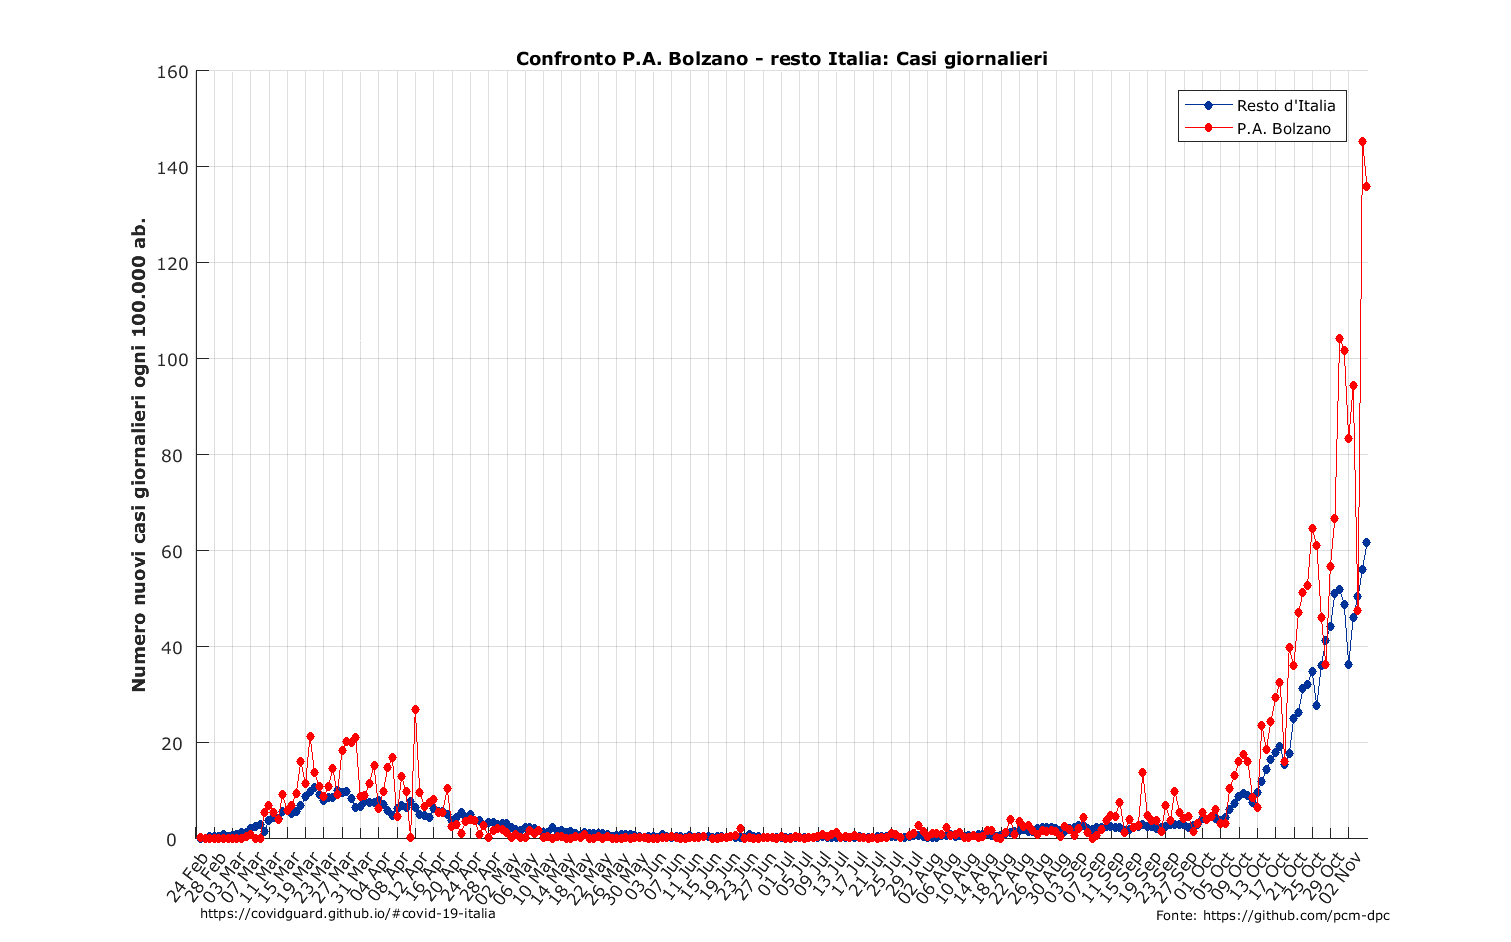 Confronto P.A. Bolzano - resto Italia: Casi giornalieri
Resto d'Italia
P.A. Bolzano
Numero nuovi casi giornalieri ogni 100.000 ab.
160
140
120
100
80
60
40
20
0
24 Feb
28 Feb
03 Mar
07 Mar
11 Mar
15 Mar
19 Mar
23 Mar
27 Mar
31 Mar
04 Apr
08 Apr
12 Apr
16 Apr
20 Apr
24 Apr
28 Apr
02 May
06 May
10 May
14 May
18 May
22 May
26 May
30 May
03 Jun
07 Jun
11 Jun
15 Jun
19 Jun
23 Jun
27 Jun
01 Jul
05 Jul
09 Jul
13 Jul
17 Jul
21 Jul
25 Jul
29 Jul
02 Aug
06 Aug
10 Aug
14 Aug
18 Aug
22 Aug
26 Aug
30 Aug
03 Sep
07 Sep
11 Sep
15 Sep
19 Sep
23 Sep
27 Sep
01 Oct
05 Oct
09 Oct
13 Oct
17 Oct
21 Oct
25 Oct
29 Oct
02 Nov
https://covidguard.github.io/#covid-19-italia
Fonte: https://github.com/pcm-dpc